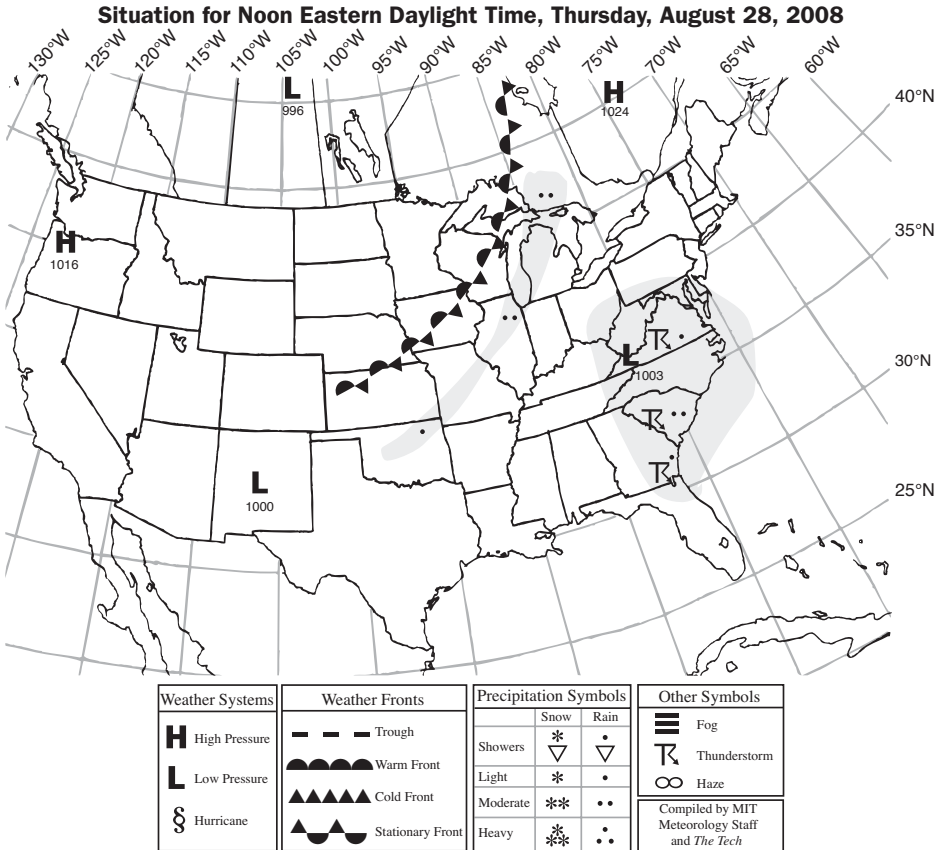 Situation for Noon Eastern Daylight Time, Thursday, August 28, 2008
130°W 125°W 120°W 115°W 110°W 105°W 100°W 95°W 90°W 85°W 80°W 75°W 70°W 65°W 60°W
40°N
35°N
30°N
25°N
L
996
H
1024
H
1016
L
1003
L
1000
Weather Systems
H High Pressure
L Low Pressure
§ Hurricane
Weather Fronts
Trough
Warm Front
Cold Front
Stationary Front
Precipitation Symbols
Snow Rain
Showers
Light
Moderate
Heavy
Other Symbols
Fog
Thunderstorm
Haze
Compiled by MIT
Meteorology Staff
and The Tech